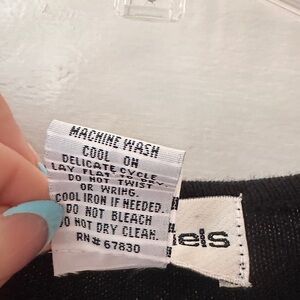 MACHINE WASH
COOL ON
DELICATE CYCLE
LAY FLAT TO DRY.
DO NOT TWIST
OR WRING.
COOL IRON IF NEEDED.
DO NOT BLEACH
DO NOT DRY CLEAN.
RN# 67830
els